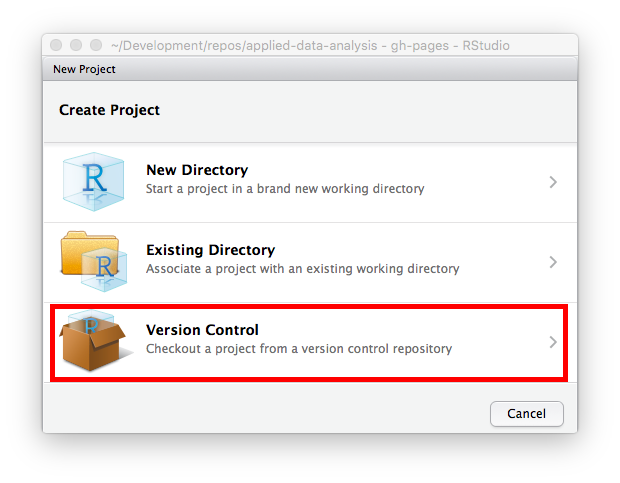 ~/Development/repos/applied-data-analysis - gh-pages - RStudio
New Project
Create Project
R
New Directory
Start a project in a brand new working directory
R
Existing Directory
Associate a project with an existing working directory
R
Version Control
Checkout a project from a version control repository
Cancel